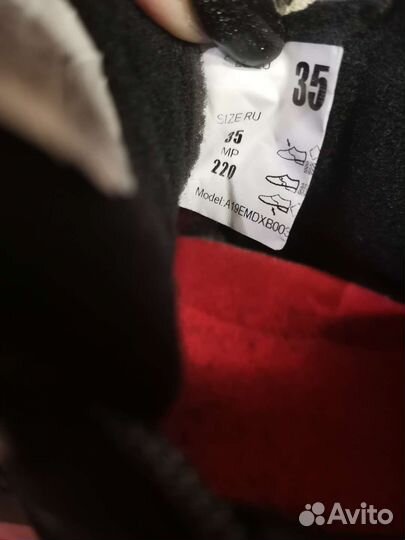 35
SIZE RU
35
MP
220
Model:A19EMDXB003
Avito